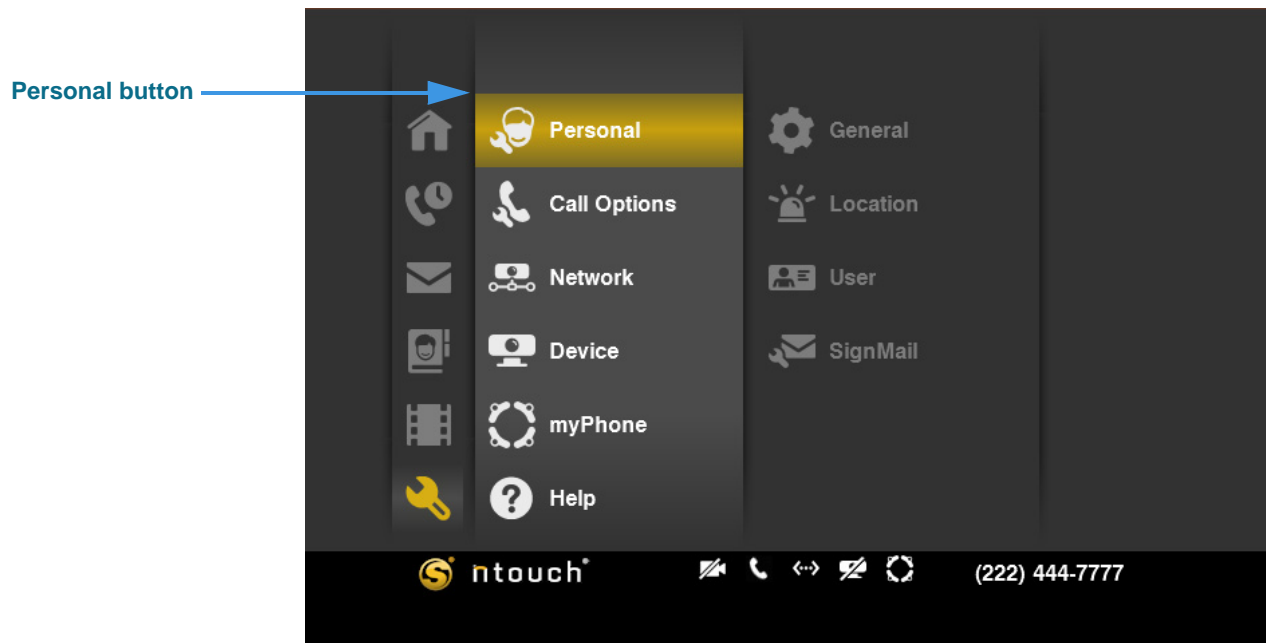 Personal button
Personal
Call Options
Network
Device
myPhone
Help
General
Location
User
SignMail
ntouch®
(222) 444-7777